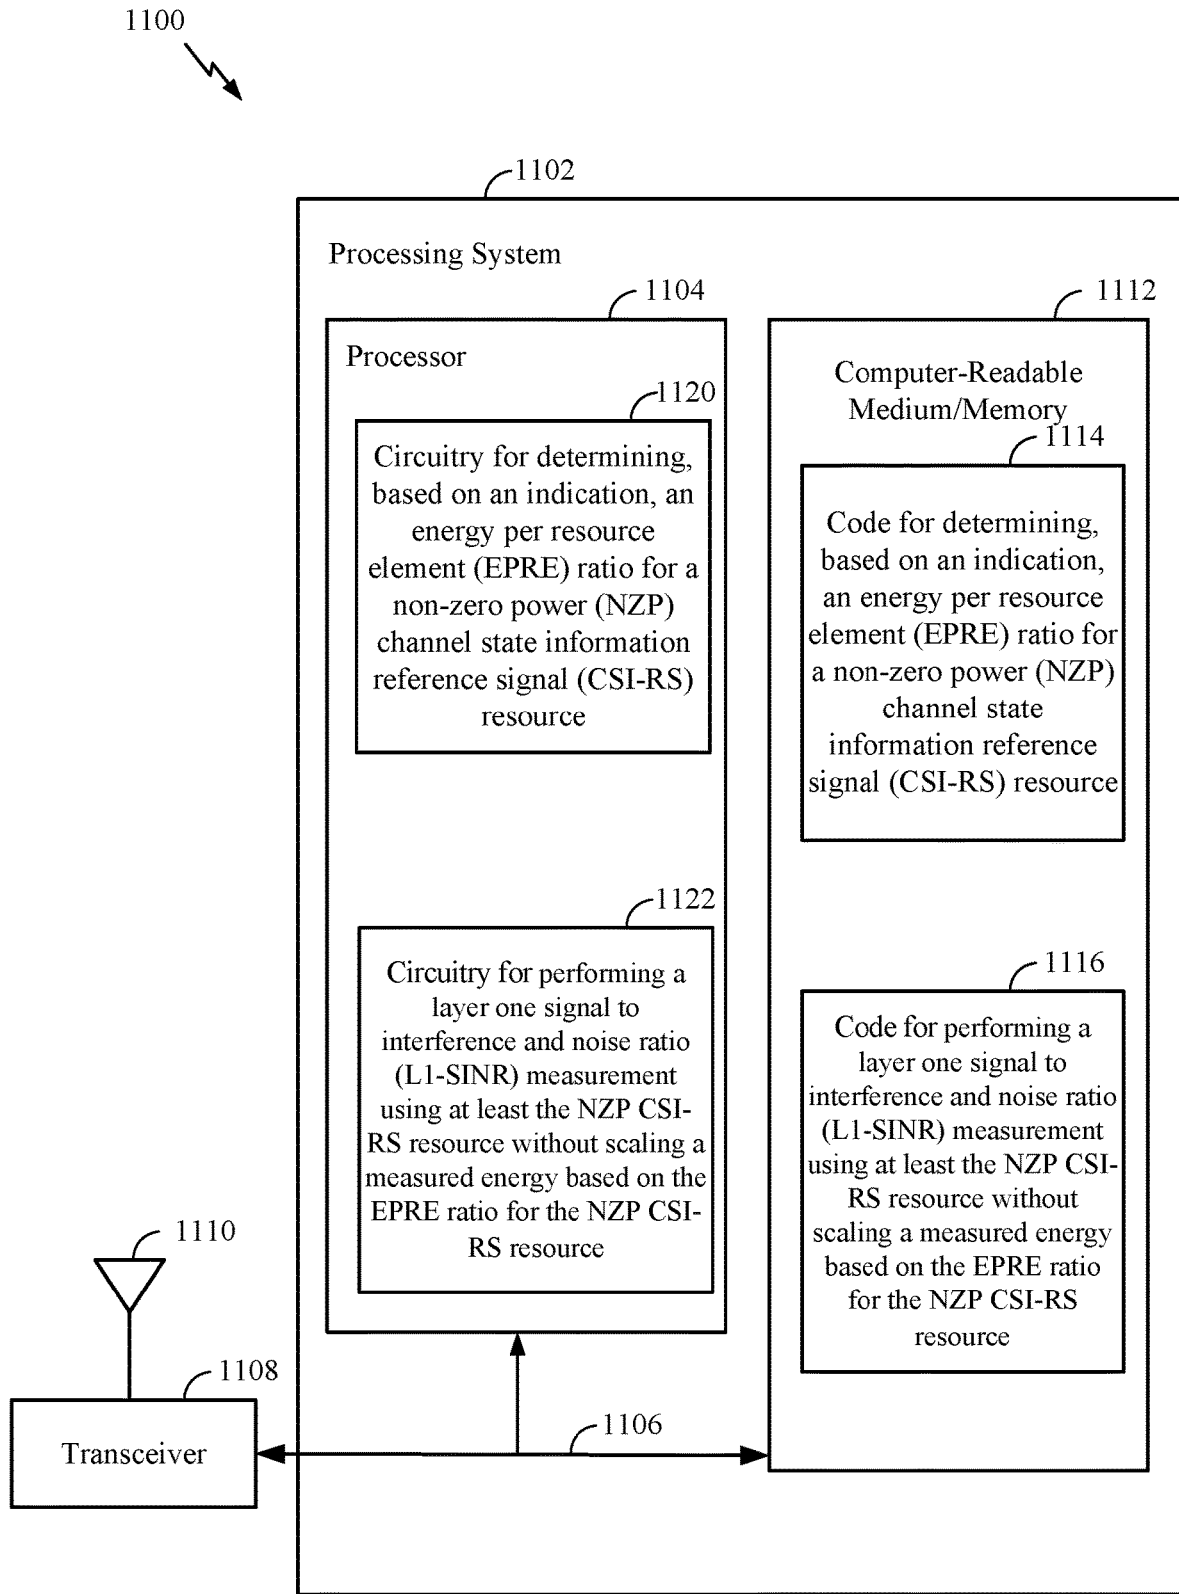 1100
1102
Processing System
1104
Processor
1120
Circuitry for determining,
based on an indication, an
energy per resource
element (EPRE) ratio for a
non-zero power (NZP)
channel state information
reference signal (CSI-RS)
resource
1122
Circuitry for performing a
layer one signal to
interference and noise ratio
(L1-SINR) measurement
using at least the NZP CSI-
RS resource without scaling a
measured energy based on the
EPRE ratio for the NZP CSI-
RS resource
1112
Computer-Readable
Medium/Memory
1114
Code for determining,
based on an indication,
an energy per resource
element (EPRE) ratio for
a non-zero power (NZP)
channel state
information reference
signal (CSI-RS) resource
1116
Code for performing a
layer one signal to
interference and noise ratio
(L1-SINR) measurement
using at least the NZP CSI-
RS resource without
scaling a measured energy
based on the EPRE ratio
for the NZP CSI-RS
resource
1110
1108
Transceiver
1106